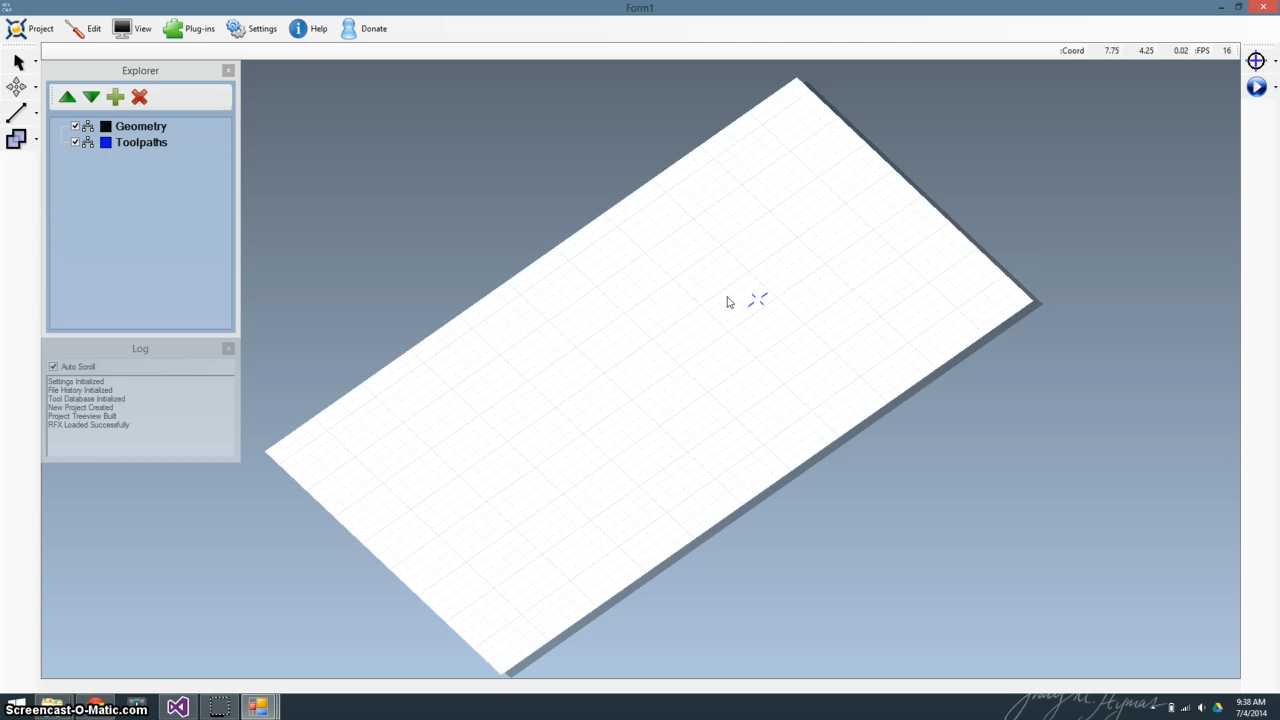 Form1
Project Edit View Plug-ins Settings Help Donate
:Coord 7.75 4.25 0.02 :FPS 16
Explorer
Geometry
Toolpaths
Log
Auto Scroll
Settings Initialized
File History Initialized
Tool Database Initialized
New Project Created
Project Treeview Built
RFX Loaded Successfully
Screencast-O-Matic.com
9:38 AM
7/4/2014